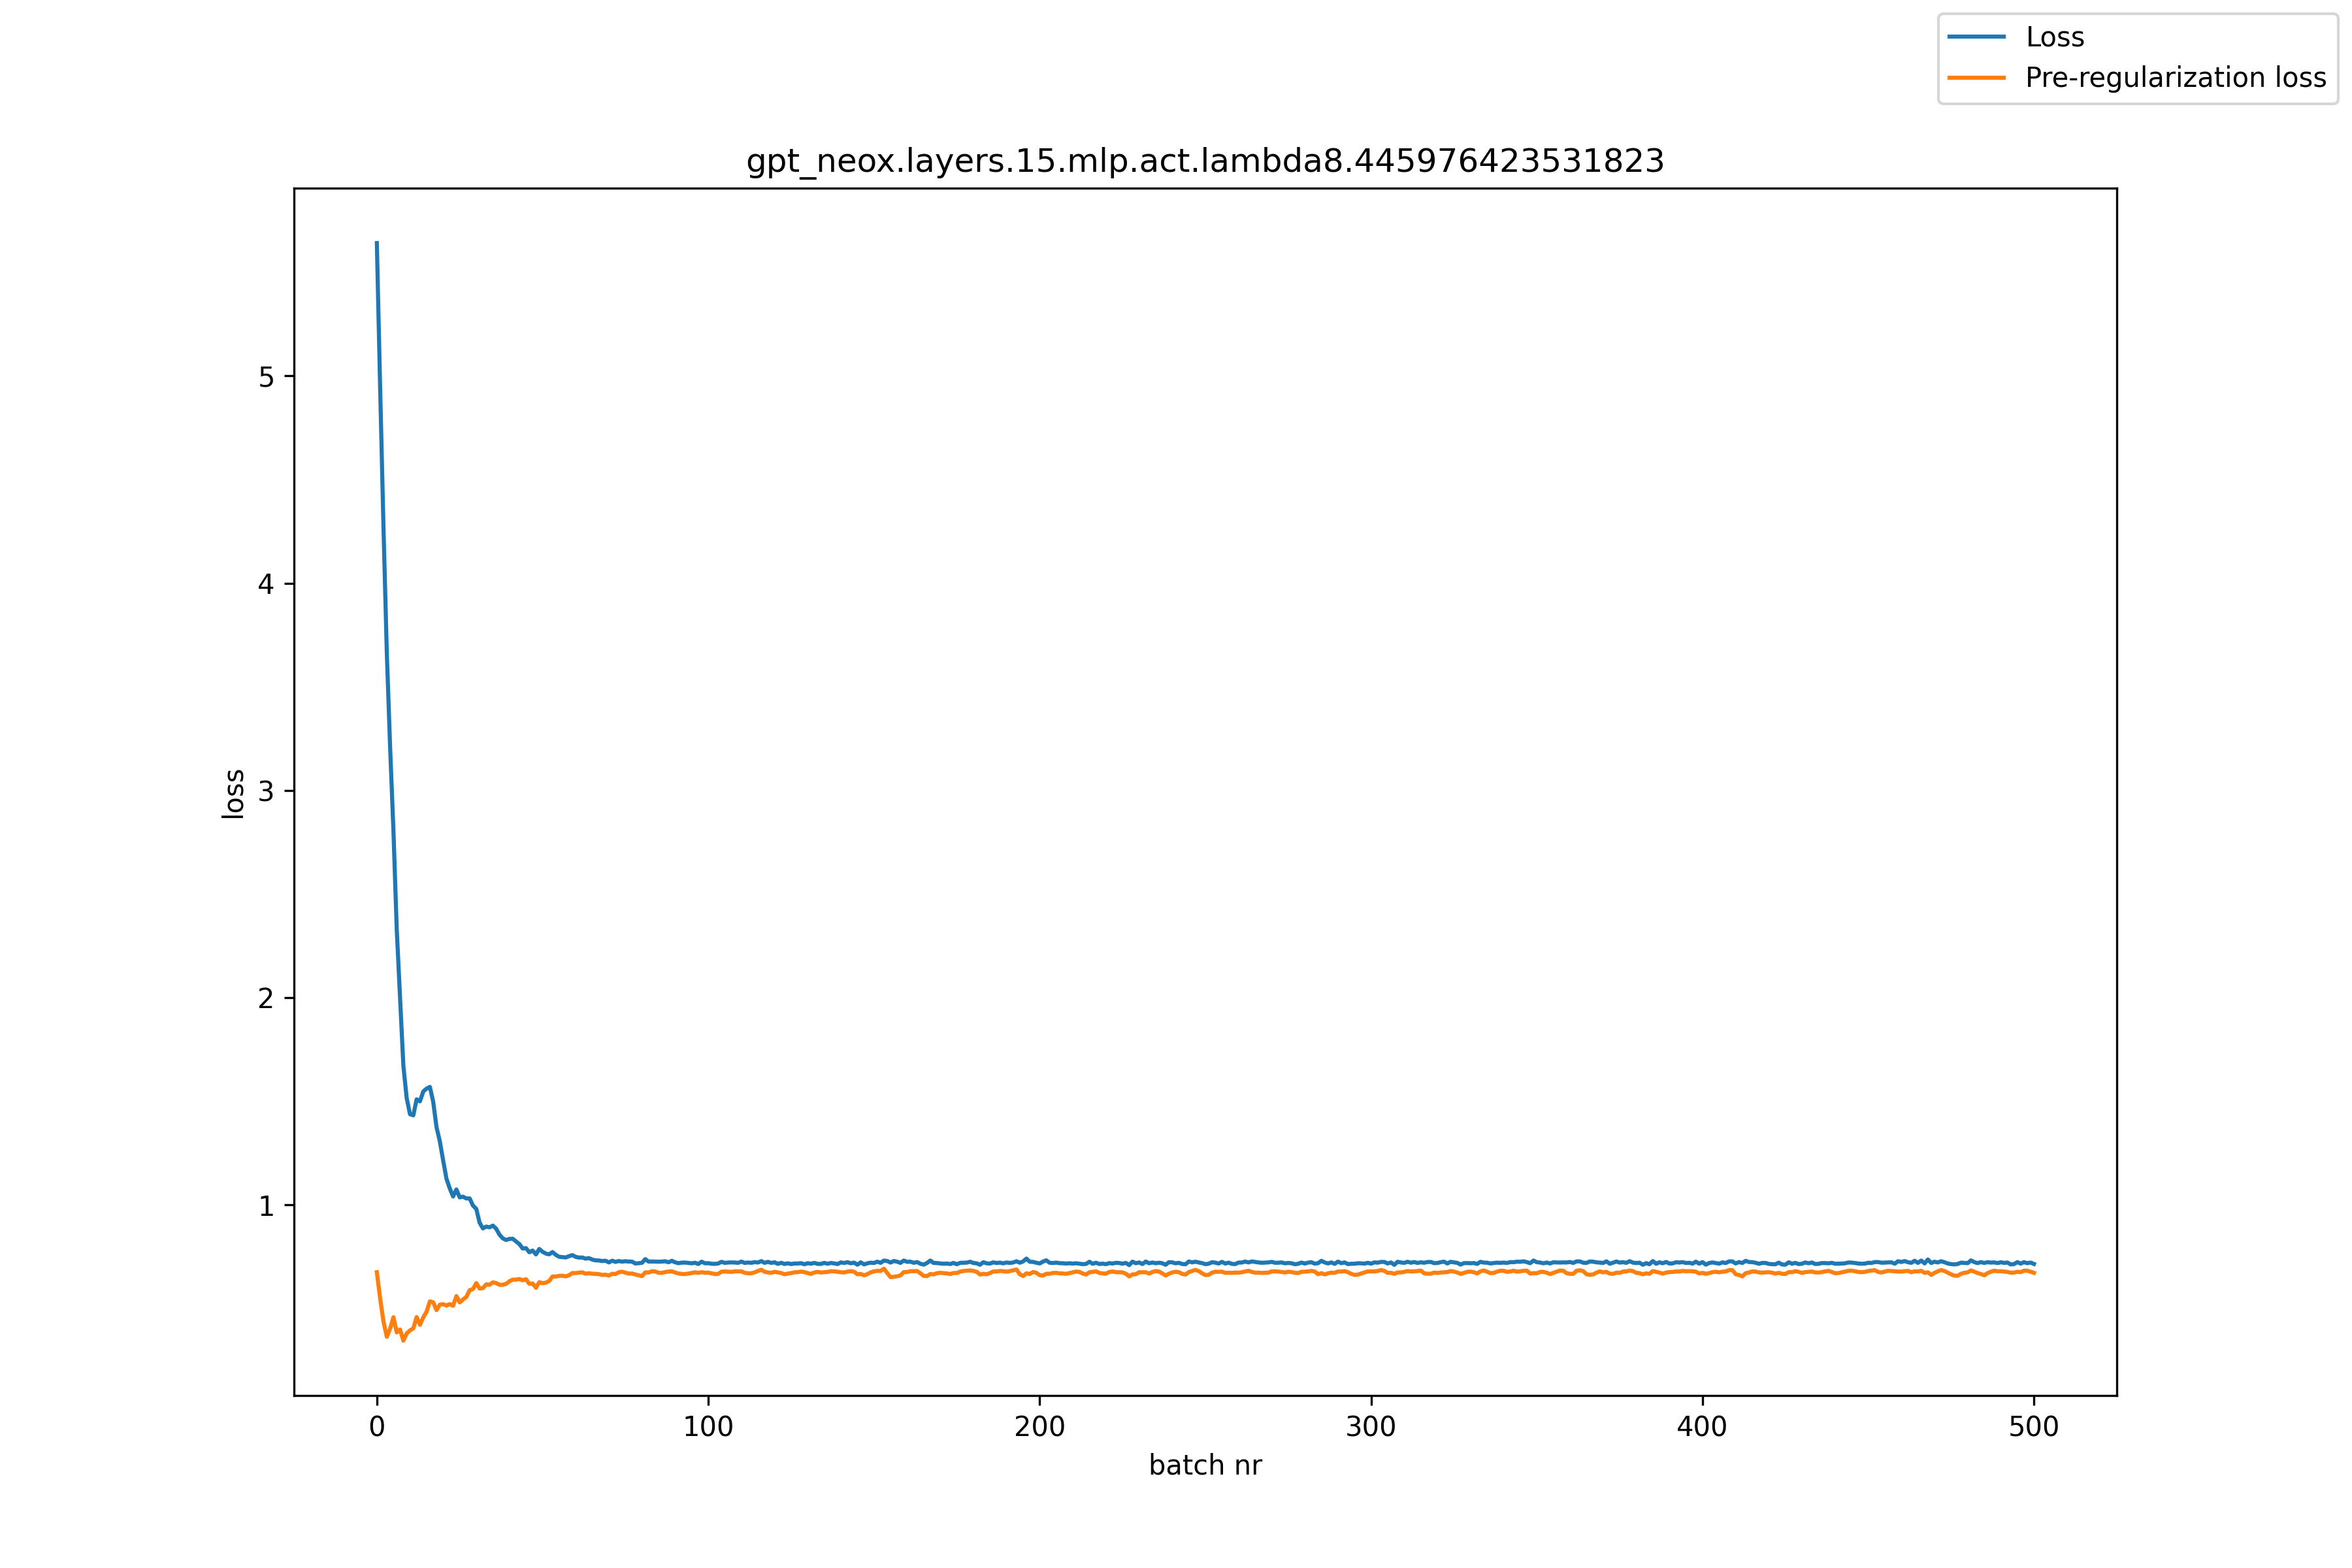 Loss
Pre-regularization loss
gpt_neox.layers.15.mlp.act.lambda8.445976423531823
5
4
3
2
1
loss
0 100 200 300 400 500
batch nr